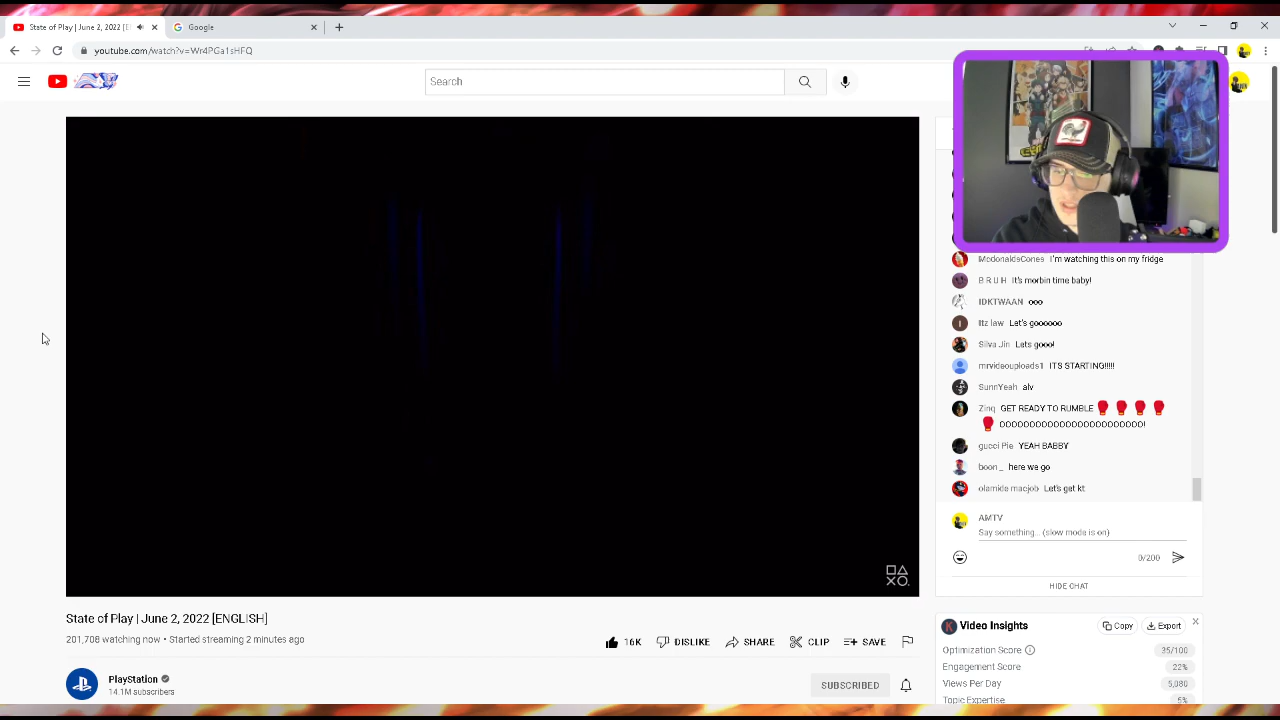 State of Play | June 2, 2022 [E
Google
youtube.com/watch?v=Wr4PGa1sHFQ
Search
McdonaldsCones I'm watching this on my fridge
B R U H It's morbin time baby!
IDKTWAAN ooo
Itz law Let's goooooo
Silva Jin Lets gooo!
mrvideouploads1 ITS STARTING!!!!!
SunnYeah alv
Zinq GET READY TO RUMBLE
gucci Pie YEAH BABBY
boon_ here we go
olamide macjob Let's get kt
AMTV
Say something... (slow mode is on)
0/200
HIDE CHAT
State of Play | June 2, 2022 [ENGLISH]
201,708 watching now • Started streaming 2 minutes ago
16K DISLIKE SHARE CLIP SAVE
PlayStation
14.1M subscribers
SUBSCRIBED
Video Insights Copy Export
Optimization Score 35/100
Engagement Score 22%
Views Per Day 5,080
Topic Expertise 5%